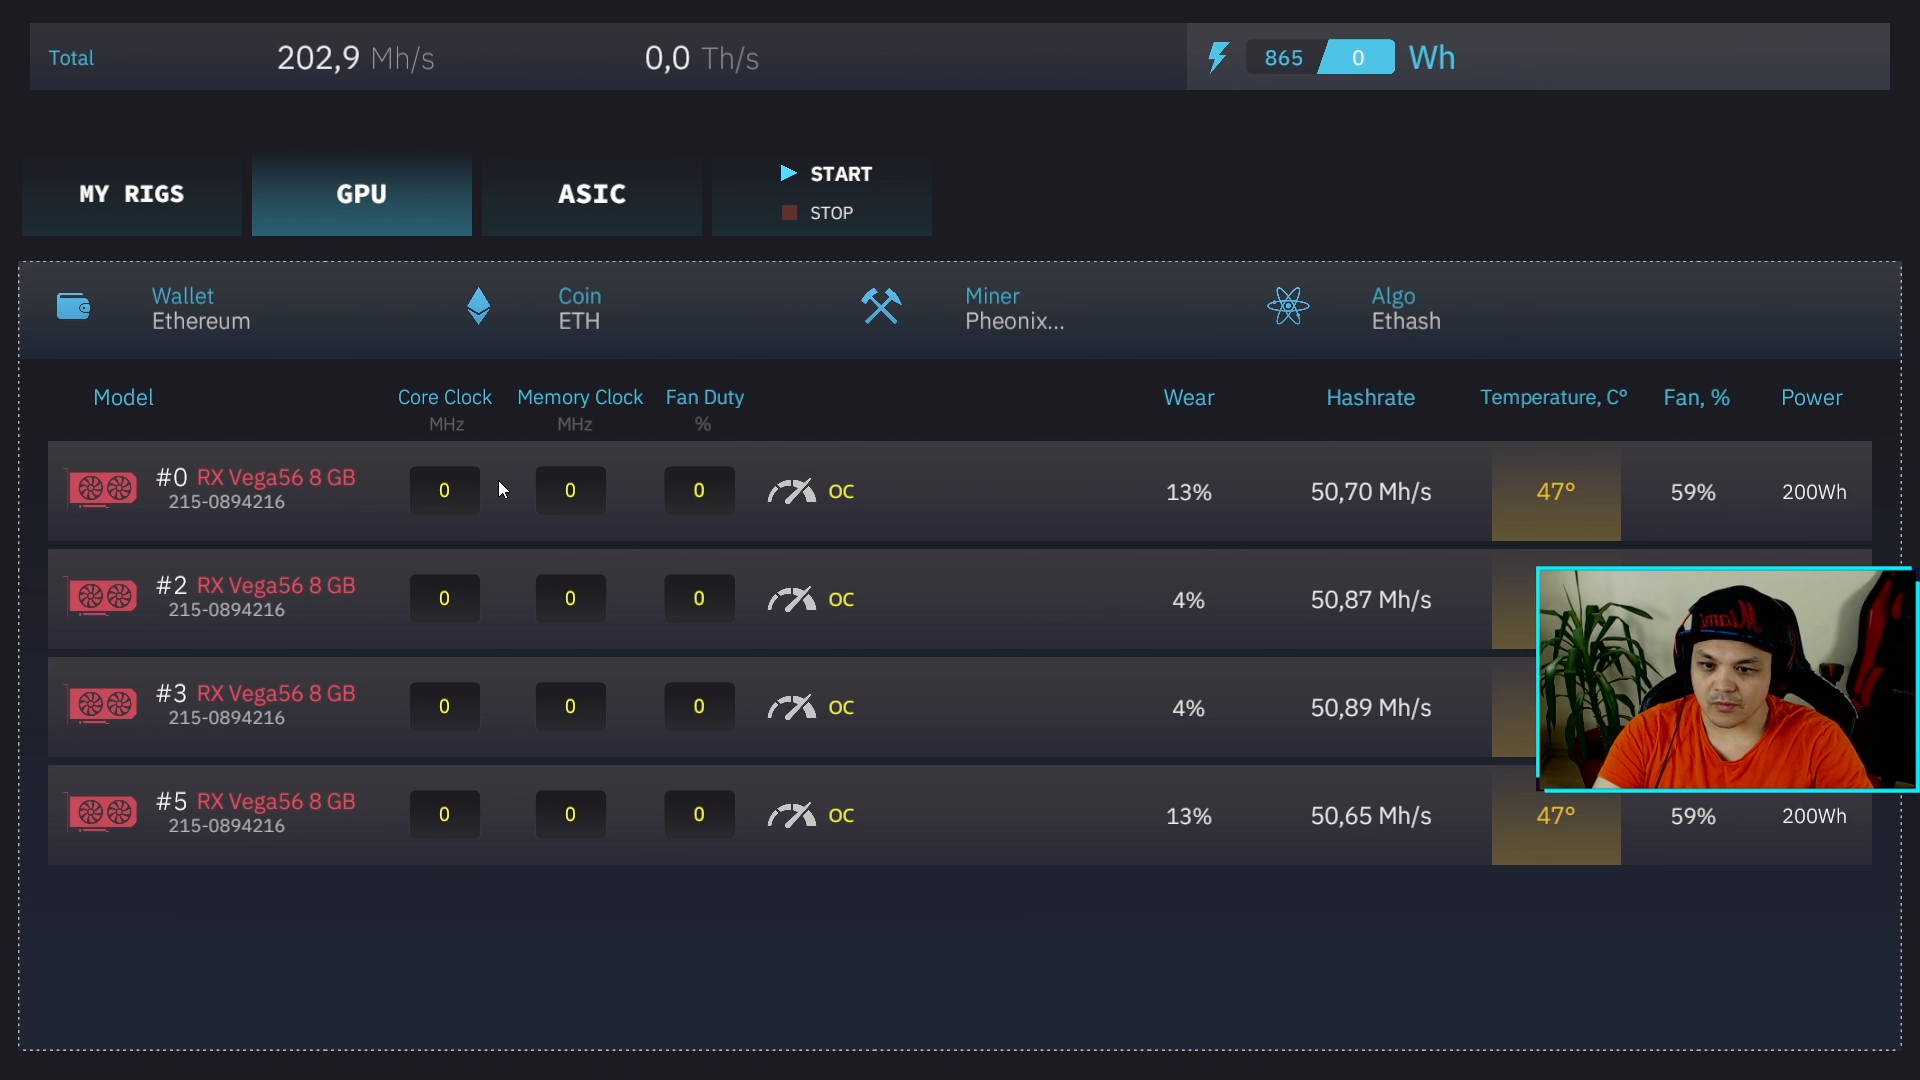 Total 202,9 Mh/s 0,0 Th/s 865 0 Wh
MY RIGS GPU ASIC START
STOP
Wallet Coin Miner Algo
Ethereum ETH Pheonix... Ethash
Model Core Clock Memory Clock Fan Duty Wear Hashrate Temperature, C° Fan, % Power
MHz MHz %
#0 RX Vega56 8 GB 0 0 0 OC 13% 50,70 Mh/s 47° 59% 200Wh
215-0894216
#2 RX Vega56 8 GB 0 0 0 OC 4% 50,87 Mh/s
215-0894216
Miami
#3 RX Vega56 8 GB 0 0 0 OC 4% 50,89 Mh/s
215-0894216
#5 RX Vega56 8 GB 0 0 0 OC 13% 50,65 Mh/s 47° 59% 200Wh
215-0894216